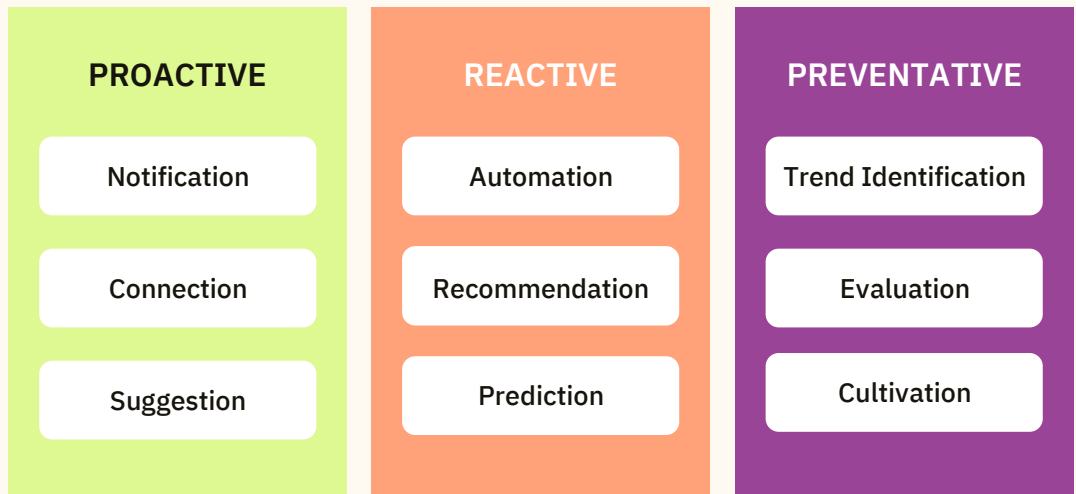 PROACTIVE
Notification
Connection
Suggestion
REACTIVE
Automation
Recommendation
Prediction
PREVENTATIVE
Trend Identification
Evaluation
Cultivation